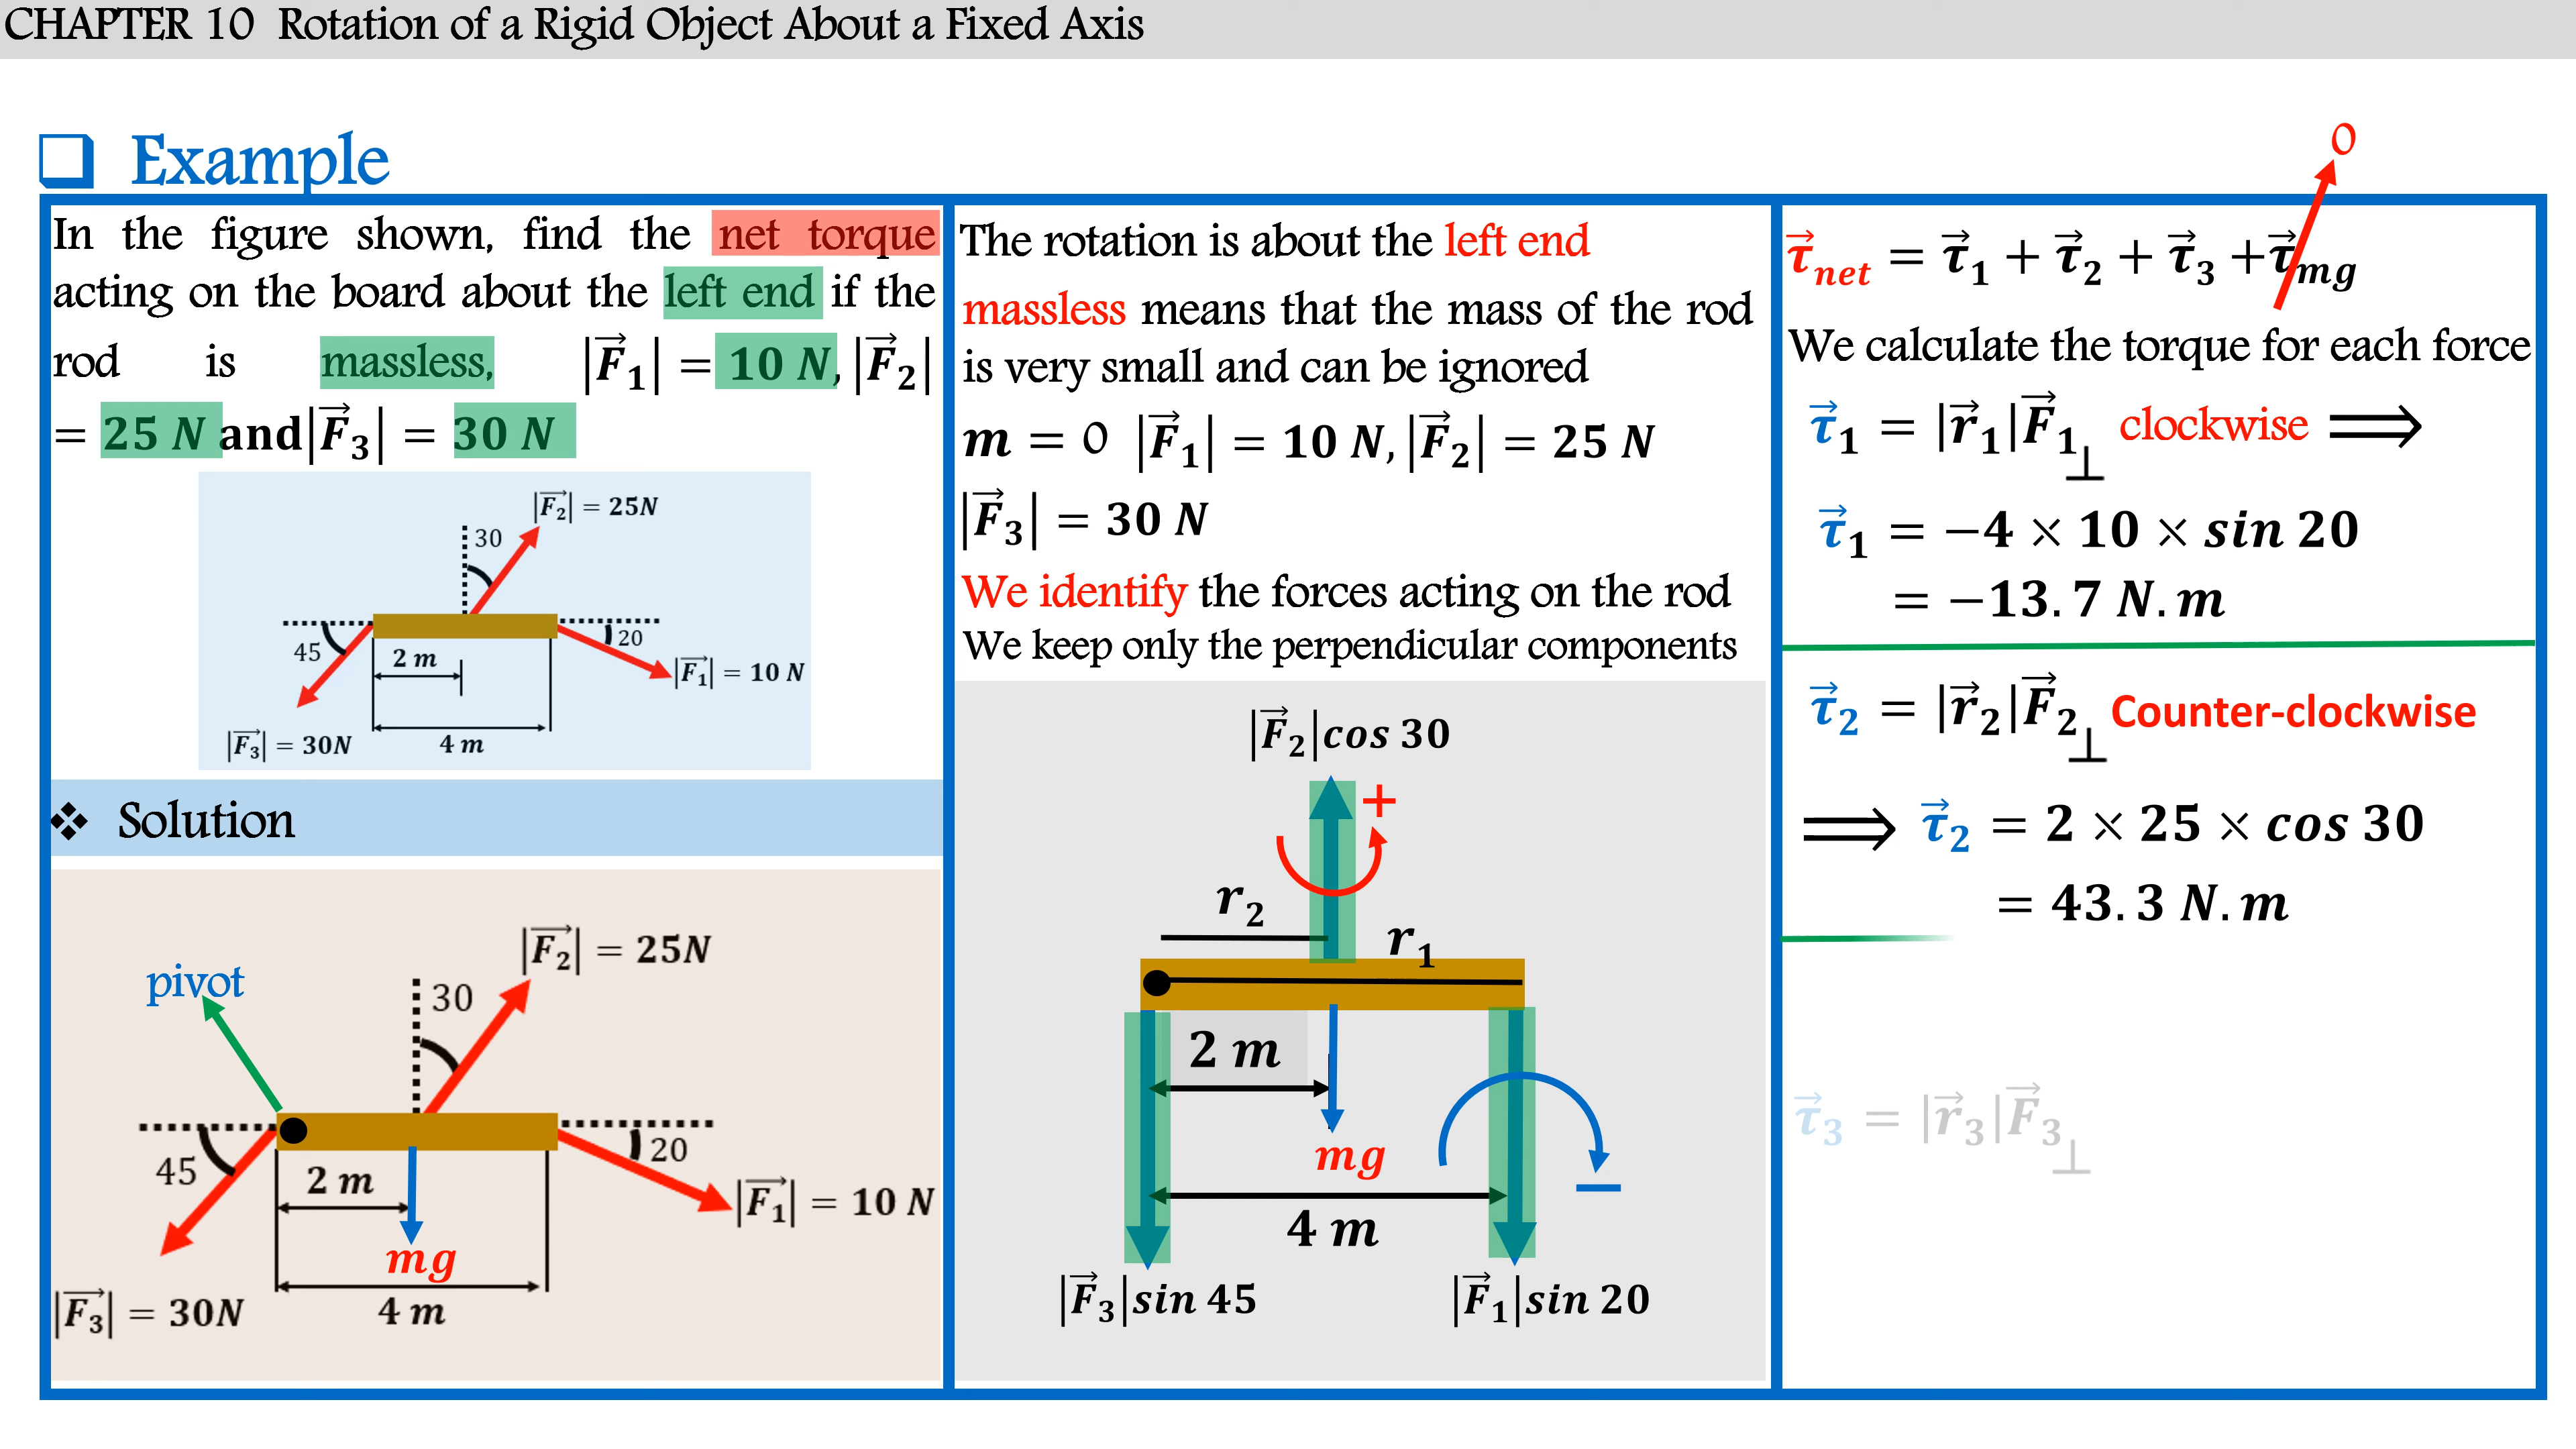 CHAPTER 10 Rotation of a Rigid Object About a Fixed Axis
❑ Example
In the figure shown, find the net torque
acting on the board about the left end if the
rod is massless, |F⃗₁| = 10 N, |F⃗₂|
= 25 N and |F⃗₃| = 30 N
|F⃗₂| = 25N
30
45
2 m
20
|F⃗₁| = 10 N
|F⃗₃| = 30N
4 m
❖ Solution
|F⃗₂| = 25N
pivot
30
45
2 m
20
|F⃗₁| = 10 N
mg
|F⃗₃| = 30N
4 m
The rotation is about the left end
massless means that the mass of the rod
is very small and can be ignored
m = 0 |F⃗₁| = 10 N, |F⃗₂| = 25 N
|F⃗₃| = 30 N
We identify the forces acting on the rod
We keep only the perpendicular components
|F⃗₂|cos 30
+
r₂
r₁
2 m
mg
−
4 m
|F⃗₃|sin 45
|F⃗₁|sin 20
0
τ⃗net = τ⃗₁ + τ⃗₂ + τ⃗₃ + τ⃗mg
We calculate the torque for each force
τ⃗₁ = |r⃗₁|F⃗₁⊥ clockwise ⟹
τ⃗₁ = −4 × 10 × sin 20
= −13.7 N.m
τ⃗₂ = |r⃗₂|F⃗₂⊥ Counter-clockwise
⟹ τ⃗₂ = 2 × 25 × cos 30
= 43.3 N.m
τ⃗₃ = |r⃗₃|F⃗₃⊥